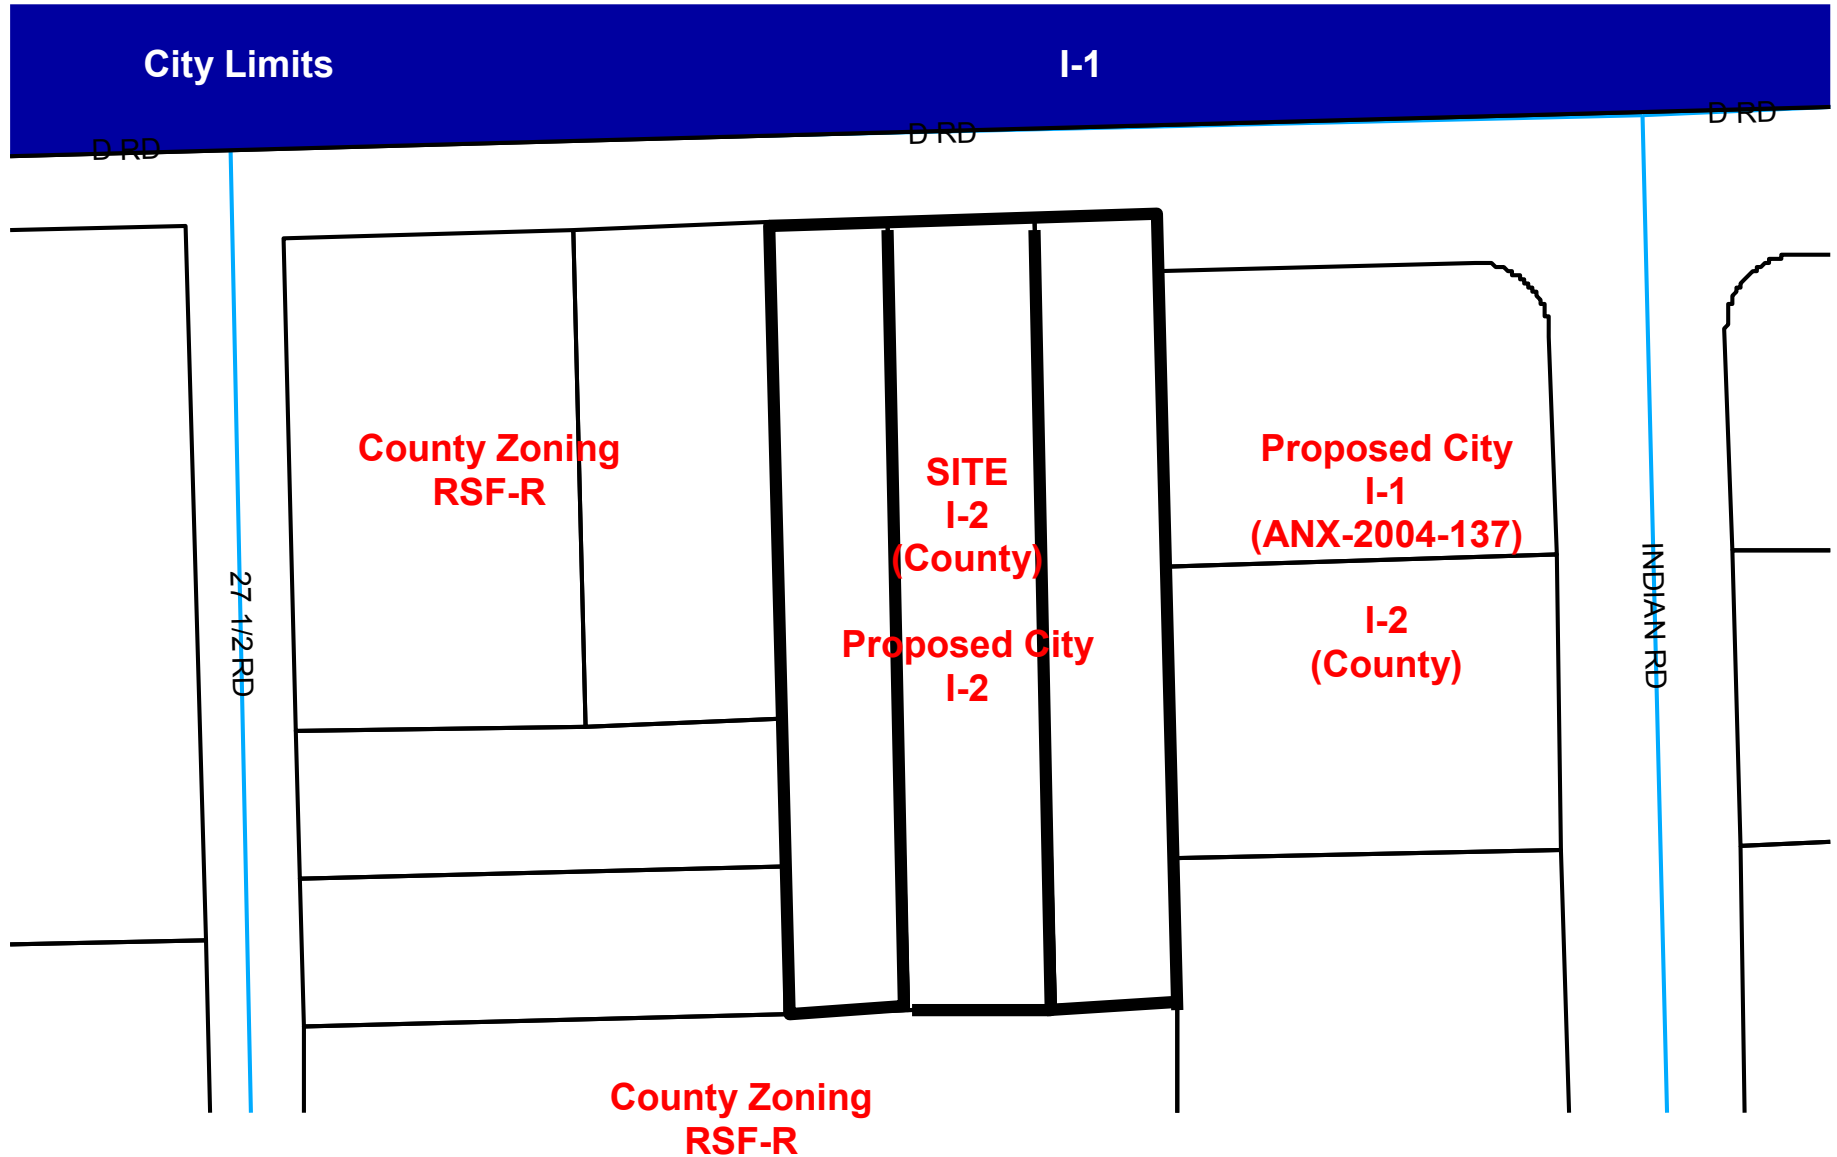 City Limits
I-1
D RD
D RD
D RD
County Zoning
RSF-R
SITE
I-2
(County)
Proposed City
I-2
Proposed City
I-1
(ANX-2004-137)
I-2
(County)
27 1/2 RD
INDIAN RD
County Zoning
RSF-R